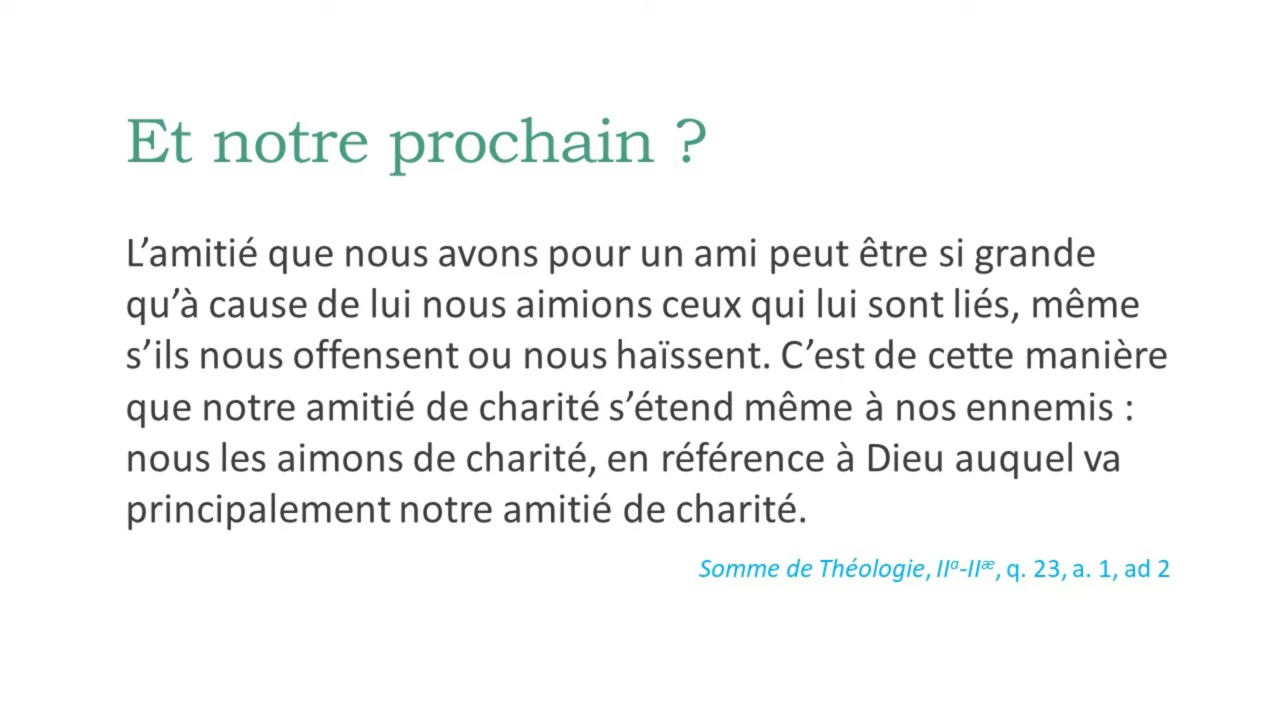 Et notre prochain ?
L’amitié que nous avons pour un ami peut être si grande
qu’à cause de lui nous aimions ceux qui lui sont liés, même
s’ils nous offensent ou nous haïssent. C’est de cette manière
que notre amitié de charité s’étend même à nos ennemis :
nous les aimons de charité, en référence à Dieu auquel va
principalement notre amitié de charité.
Somme de Théologie, IIᵃ-IIᵆ, q. 23, a. 1, ad 2